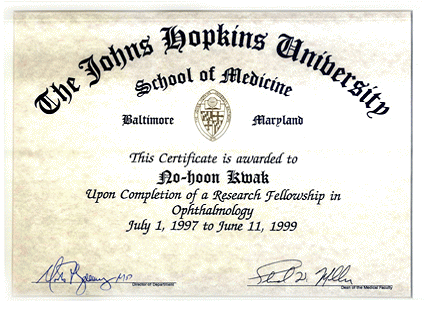 The Johns Hopkins University
School of Medicine
Baltimore Maryland
This Certificate is awarded to
No-hoon Kwak
Upon Completion of a Research Fellowship in
Ophthalmology
July 1, 1997 to June 11, 1999
MD
Director of Department
Dean of the Medical Faculty